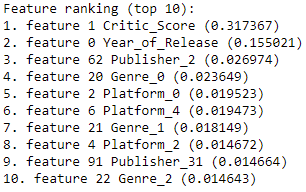 Feature ranking (top 10):
1. feature 1 Critic_Score (0.317367)
2. feature 0 Year_of_Release (0.155021)
3. feature 62 Publisher_2 (0.026974)
4. feature 20 Genre_0 (0.023649)
5. feature 2 Platform_0 (0.019523)
6. feature 6 Platform_4 (0.019473)
7. feature 21 Genre_1 (0.018149)
8. feature 4 Platform_2 (0.014672)
9. feature 91 Publisher_31 (0.014664)
10. feature 22 Genre_2 (0.014643)